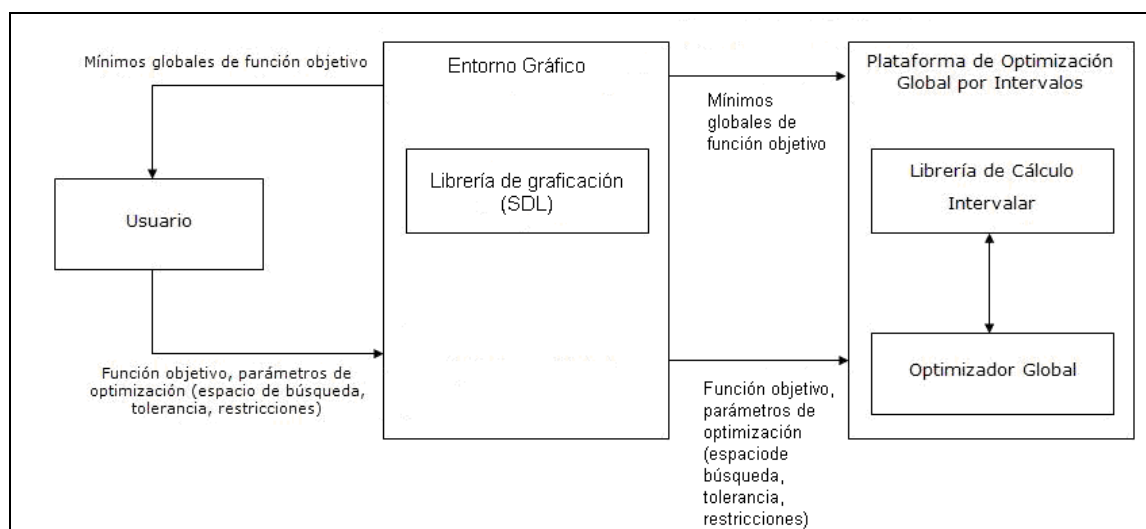 Mínimos globales de función objetivo
Usuario
Función objetivo, parámetros de
optimización (espacio de búsqueda,
tolerancia, restricciones)
Entorno Gráfico
Librería de graficación
(SDL)
Mínimos
globales de
función objetivo
Función objetivo,
parámetros de
optimización
(espaciode
búsqueda,
tolerancia,
restricciones)
Plataforma de Optimización
Global por Intervalos
Librería de Cálculo
Intervalar
Optimizador Global